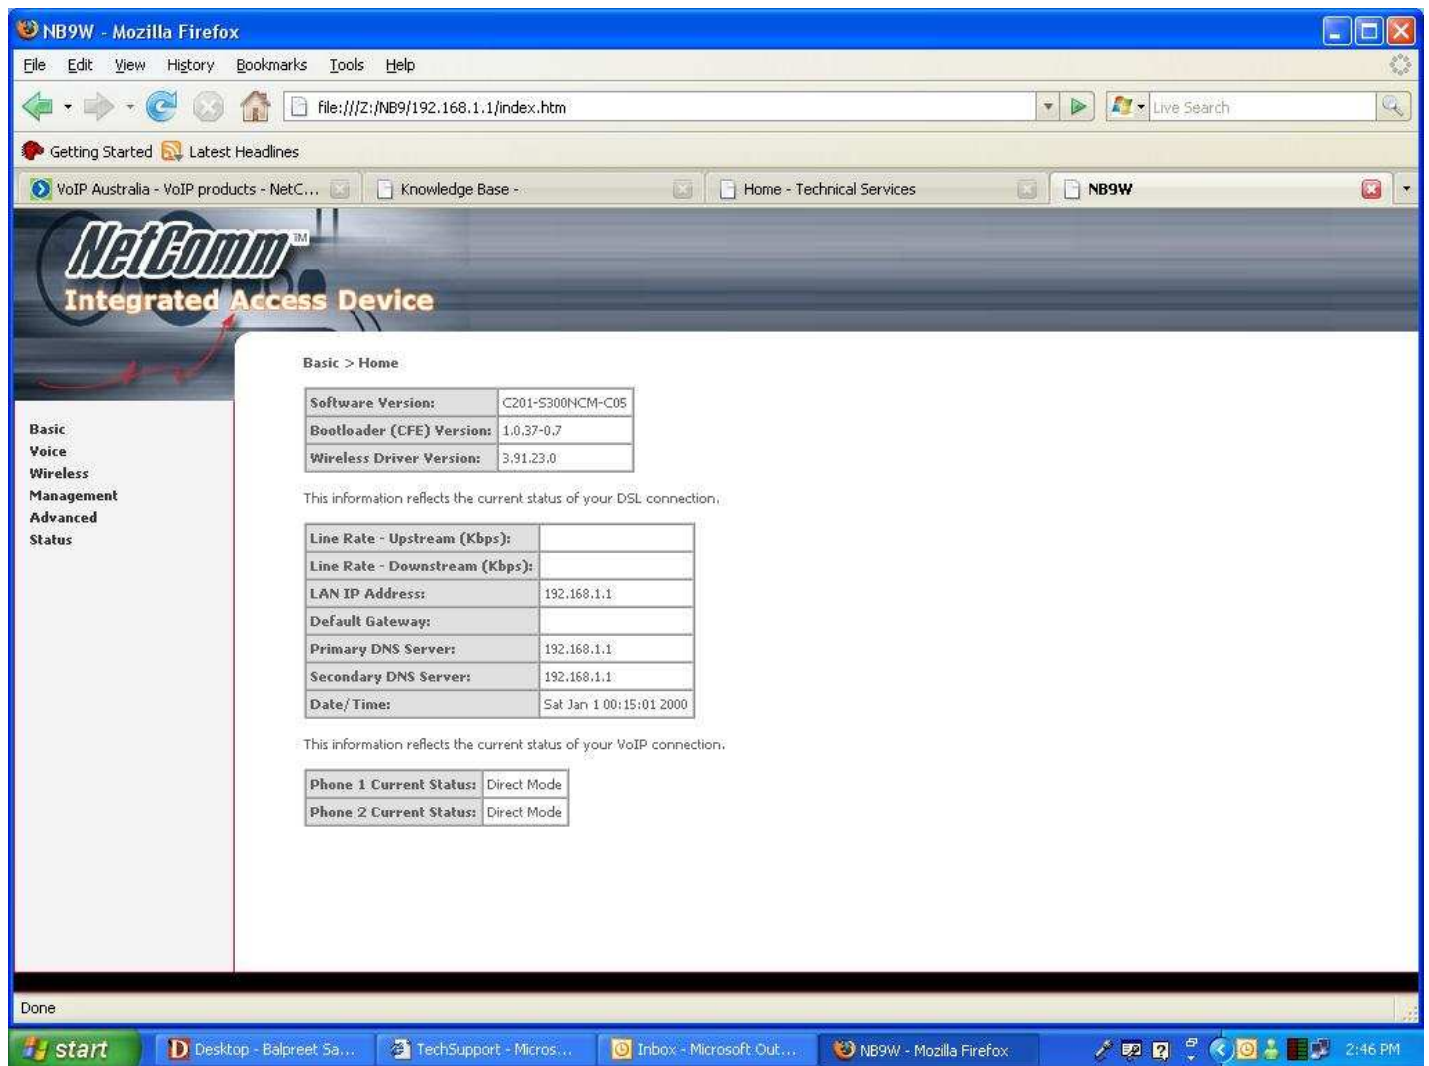 NB9W - Mozilla Firefox
File Edit View History Bookmarks Tools Help
file:///Z:/NB9/192.168.1.1/index.htm
Live Search
Getting Started Latest Headlines
VoIP Australia - VoIP products - NetC... Knowledge Base - Home - Technical Services NB9W
NetComm™
Integrated Access Device
Basic
Voice
Wireless
Management
Advanced
Status
Basic > Home
Software Version: C201-S300NCM-C05
Bootloader (CFE) Version: 1.0.37-0.7
Wireless Driver Version: 3.91.23.0
This information reflects the current status of your DSL connection.
Line Rate - Upstream (Kbps):
Line Rate - Downstream (Kbps):
LAN IP Address: 192.168.1.1
Default Gateway:
Primary DNS Server: 192.168.1.1
Secondary DNS Server: 192.168.1.1
Date/Time: Sat Jan 1 00:15:01 2000
This information reflects the current status of your VoIP connection.
Phone 1 Current Status: Direct Mode
Phone 2 Current Status: Direct Mode
Done
start Desktop - Balpreet Sa... TechSupport - Micros... Inbox - Microsoft Out... NB9W - Mozilla Firefox 2:46 PM